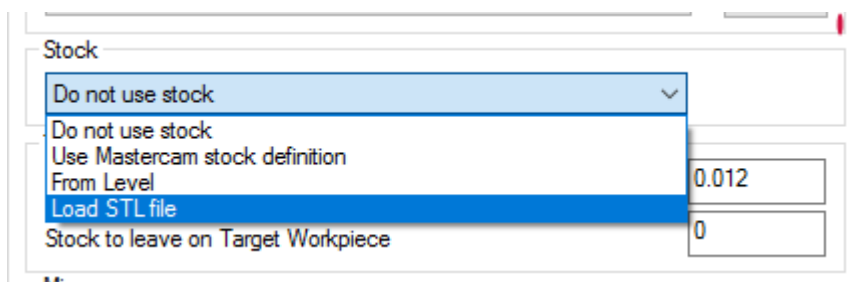 Stock
Do not use stock
Do not use stock
Use Mastercam stock definition
From Level
0.012
Load STL file
Stock to leave on Target Workpiece
0